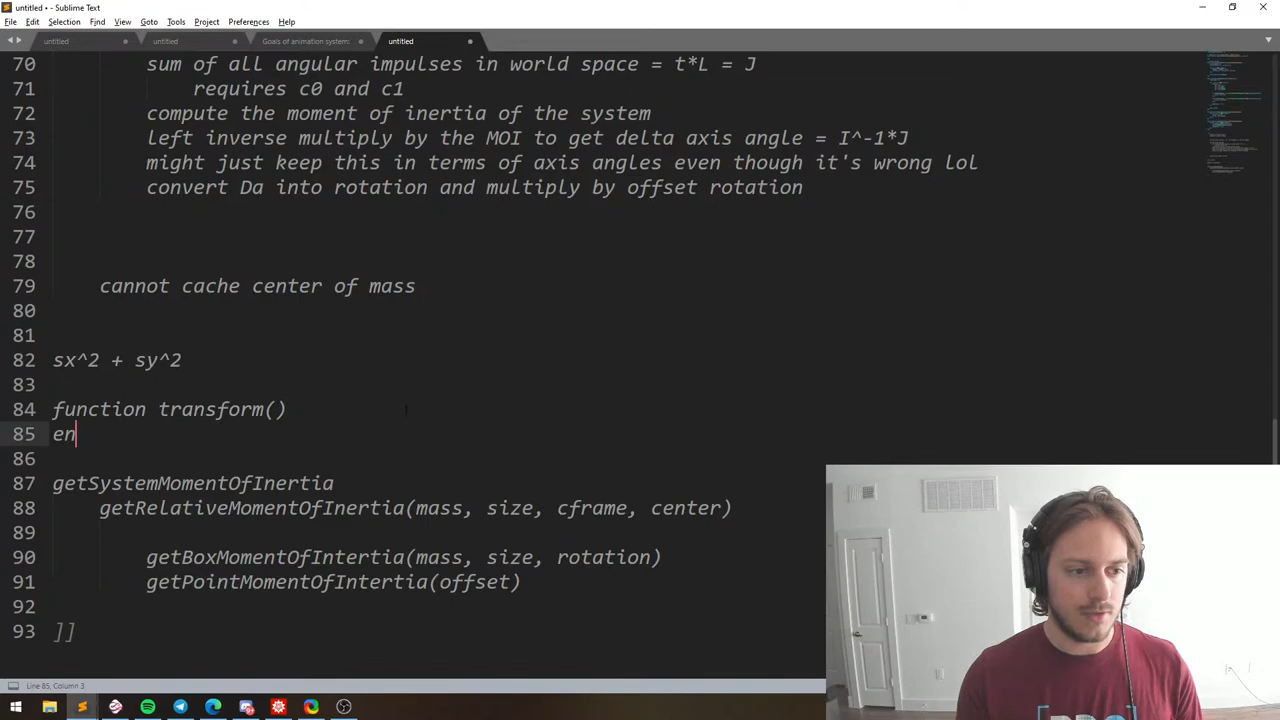 untitled • - Sublime Text
File Edit Selection Find View Goto Tools Project Preferences Help
untitled untitled Goals of animation system: untitled
70 sum of all angular impulses in world space = t*L = J
71 requires c0 and c1
72 compute the moment of inertia of the system
73 left inverse multiply by the MOI to get delta axis angle = I^-1*J
74 might just keep this in terms of axis angles even though it's wrong lol
75 convert Da into rotation and multiply by offset rotation
76
77
78
79 cannot cache center of mass
80
81
82 sx^2 + sy^2
83
84 function transform()
85 en
86
87 getSystemMomentOfInertia
88 getRelativeMomentOfInertia(mass, size, cframe, center)
89
90 getBoxMomentOfIntertia(mass, size, rotation)
91 getPointMomentOfIntertia(offset)
92
93 ]]
Line 85, Column 3